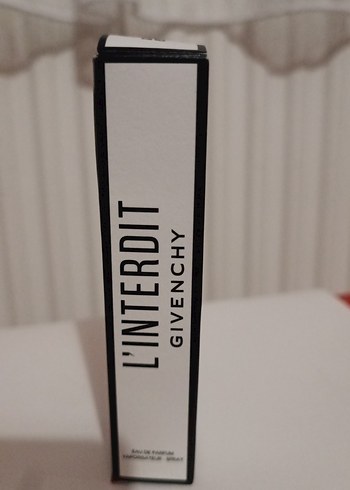 L'INTERDIT
GIVENCHY
EAU DE PARFUM
VAPORISATEUR SPRAY